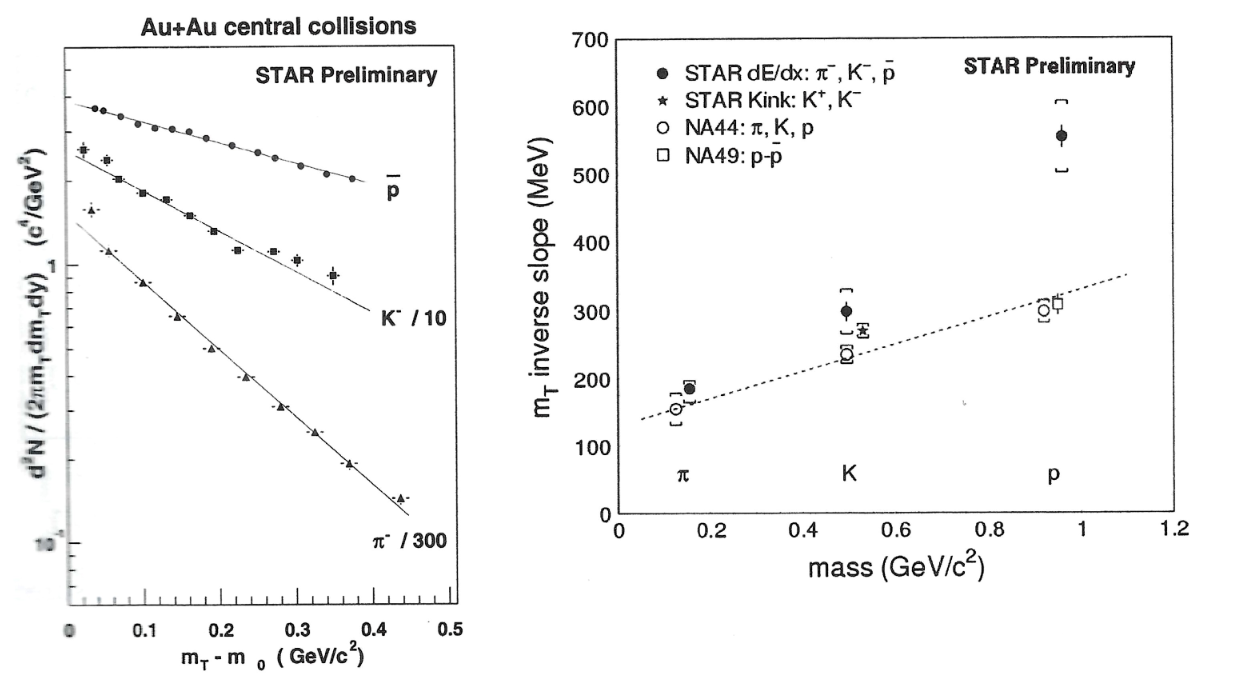 Au+Au central collisions
STAR Preliminary
d²N / (2πm_T dm_T dy) (c⁴/GeV²)
1
p̄
K⁻ / 10
10⁻¹
π⁻ / 300
0 0.1 0.2 0.3 0.4 0.5
m_T - m_0 ( GeV/c²)
STAR Preliminary
STAR dE/dx: π⁻, K⁻, p̄
STAR Kink: K⁺, K⁻
NA44: π, K, p
NA49: p-p̄
m_T inverse slope (MeV)
700
600
500
400
300
200
100
0
π K p
0 0.2 0.4 0.6 0.8 1 1.2
mass (GeV/c²)